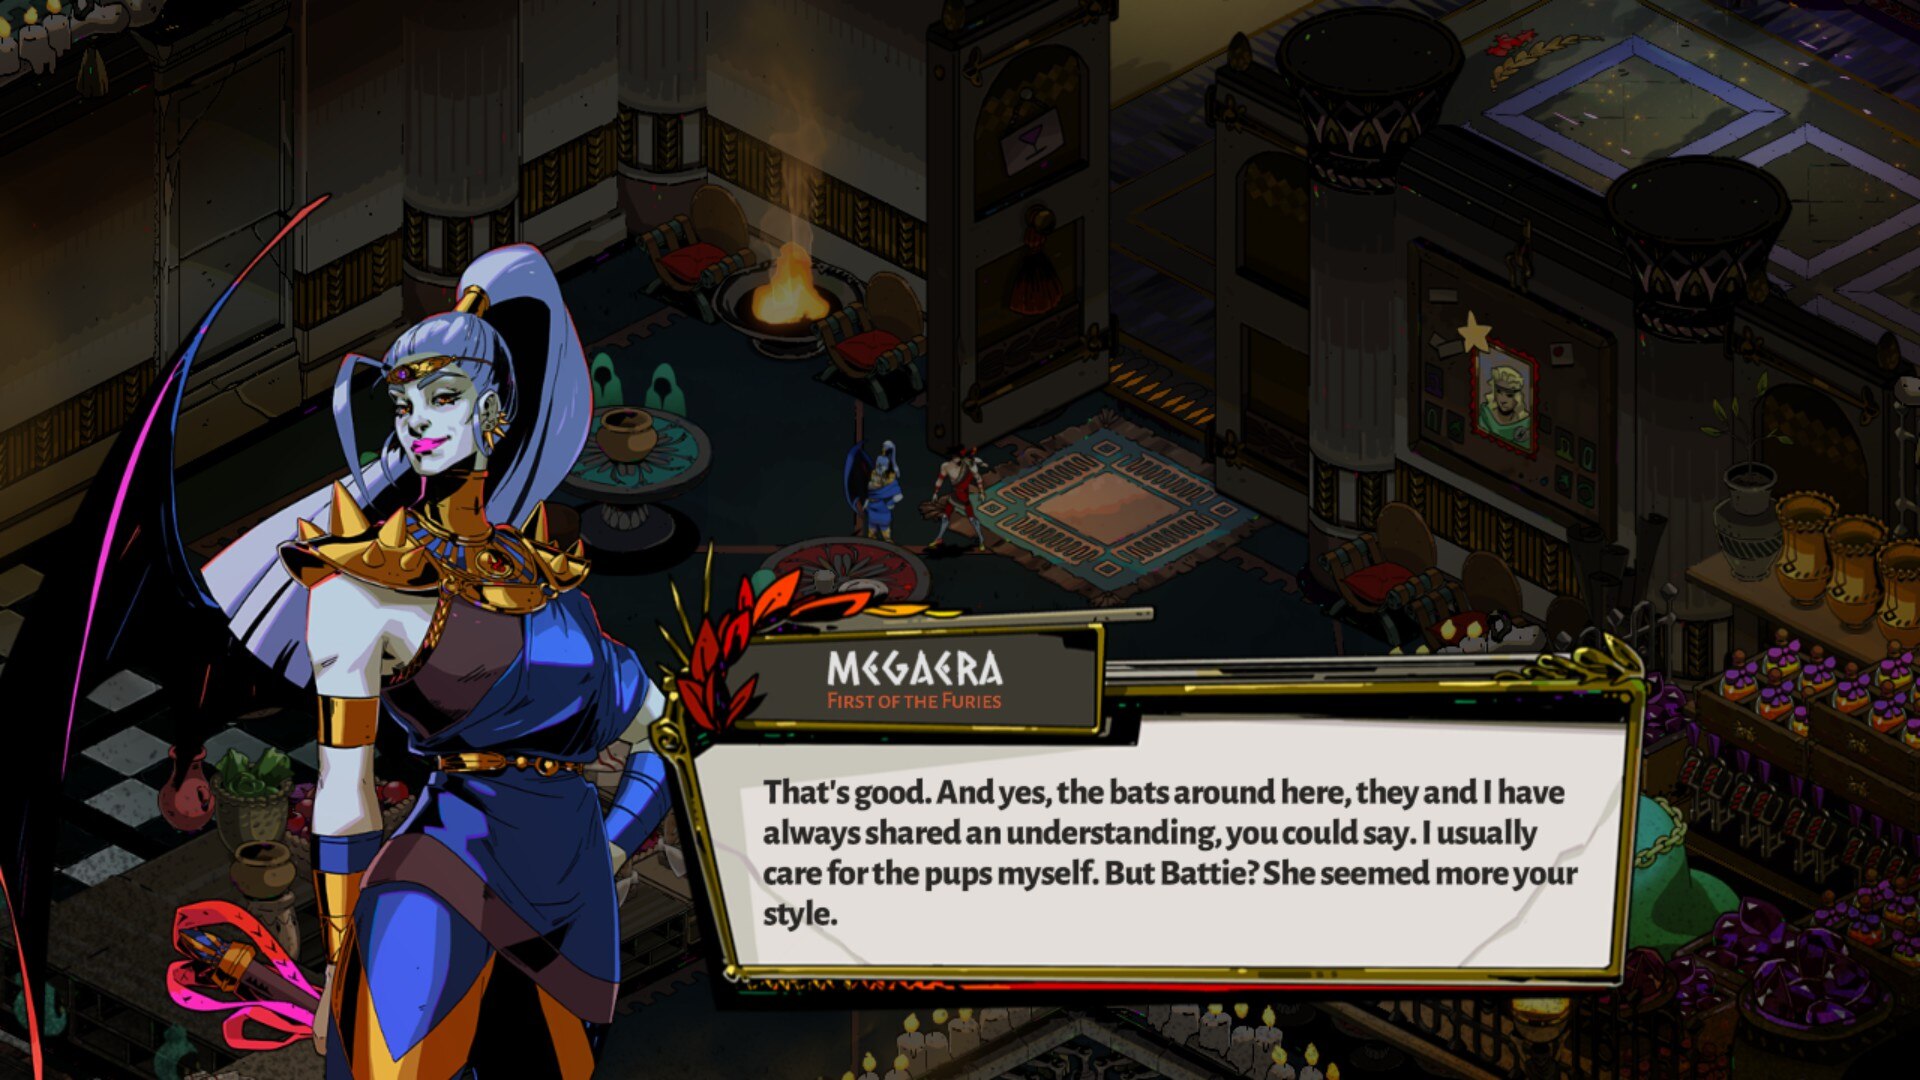 MEGAERA
FIRST OF THE FURIES
That's good. And yes, the bats around here, they and I have
always shared an understanding, you could say. I usually
care for the pups myself. But Battie? She seemed more your
style.